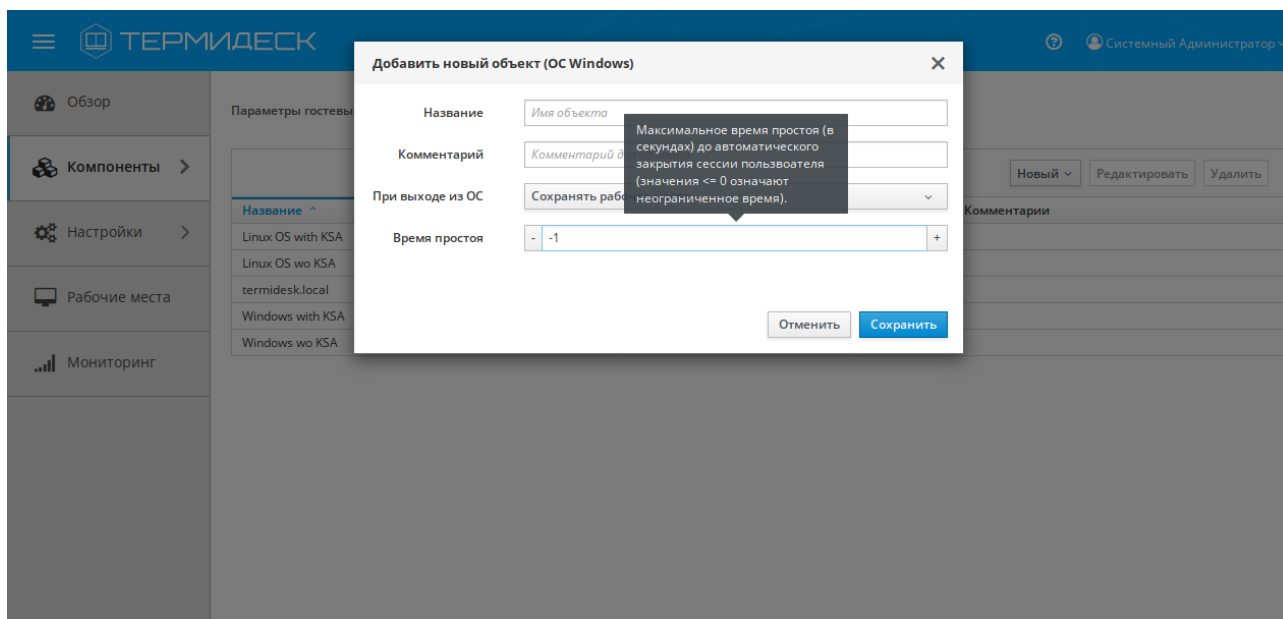 ТЕРМИДЕСК
Системный Администратор
Обзор
Компоненты
Настройки
Рабочие места
Мониторинг
Параметры гостевы
Новый
Редактировать
Удалить
Название
Комментарии
Linux OS with KSA
Linux OS wo KSA
termidesk.local
Windows with KSA
Windows wo KSA
Добавить новый объект (ОС Windows)
Название
Имя объекта
Комментарий
Комментарий д
При выходе из ОС
Сохранять рабо
Максимальное время простоя (в
секундах) до автоматического
закрытия сессии пользвоателя
(значения <= 0 означают
неограниченное время).
Время простоя
- -1 +
Отменить
Сохранить